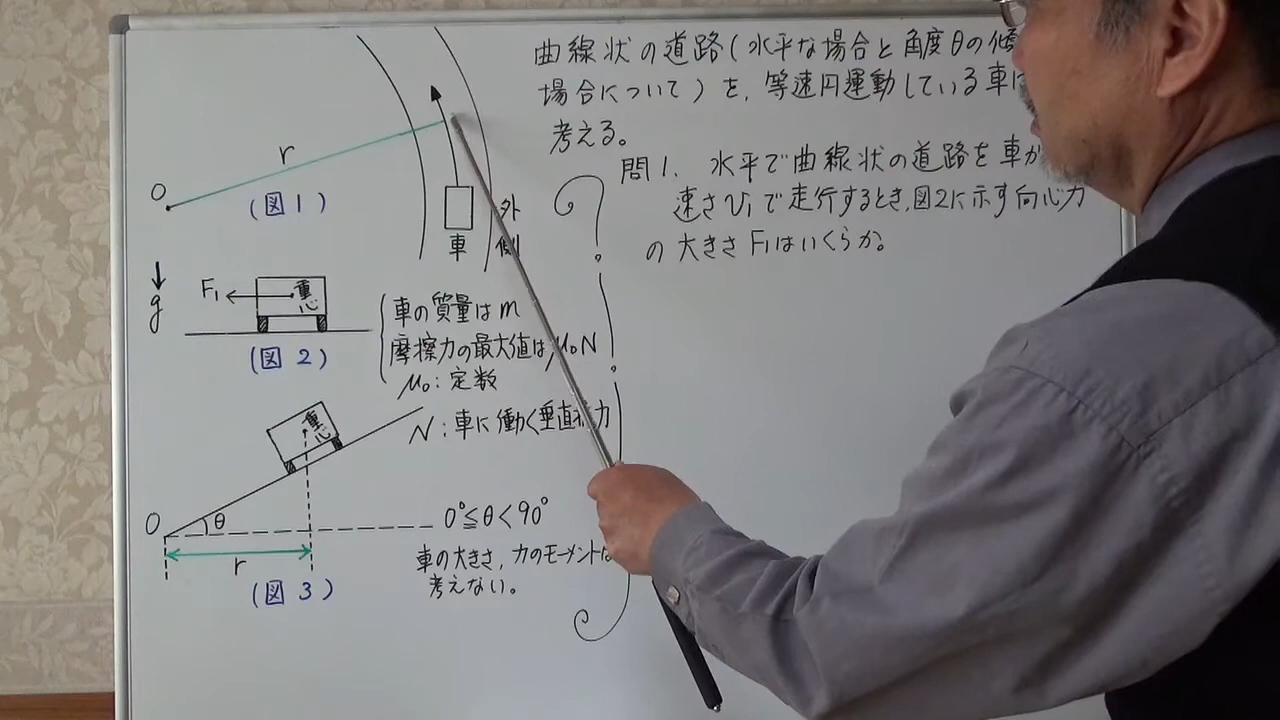 曲線状の道路(水平な場合と角度θの傾
場合について)を、等速円運動している車に
考える。
問1. 水平で曲線状の道路を車が
速さv₁で走行するとき、図2に示す向心力
の大きさF₁はいくらか。
O
r
(図1)
車
外側
g
F₁
重心
(図2)
車の質量はm
摩擦力の最大値はμ₀N
μ₀:定数
N:車に働く垂直抗力
重心
O
θ
r
(図3)
0°≦θ<90°
車の大きさ、力のモーメントは
考えない。